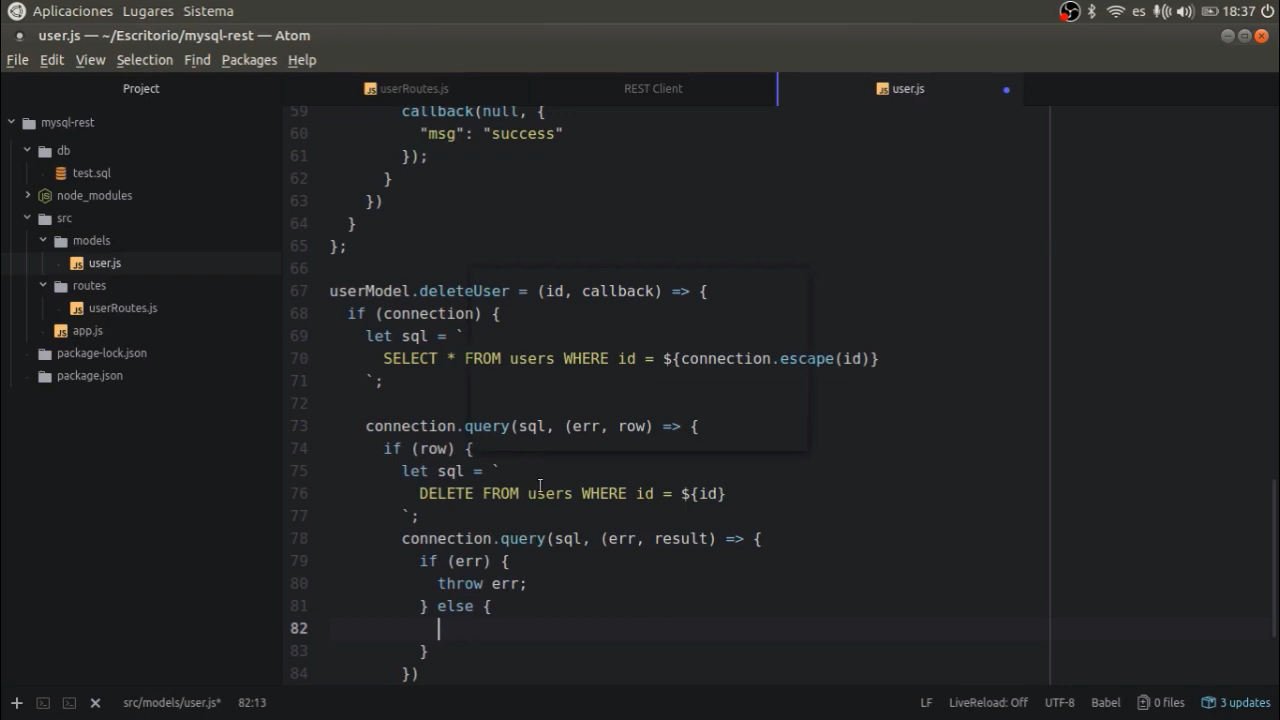 Aplicaciones Lugares Sistema es 18:37
user.js — ~/Escritorio/mysql-rest — Atom
File Edit View Selection Find Packages Help
Project userRoutes.js REST Client user.js
mysql-rest
db
test.sql
node_modules
src
models
user.js
routes
userRoutes.js
app.js
package-lock.json
package.json
59 callback(null, {
60 "msg": "success"
61 });
62 }
63 })
64 }
65 };
66
67 userModel.deleteUser = (id, callback) => {
68 if (connection) {
69 let sql = `
70 SELECT * FROM users WHERE id = ${connection.escape(id)}
71 `;
72
73 connection.query(sql, (err, row) => {
74 if (row) {
75 let sql = `
76 DELETE FROM users WHERE id = ${id}
77 `;
78 connection.query(sql, (err, result) => {
79 if (err) {
80 throw err;
81 } else {
82
83 }
84 })
src/models/user.js* 82:13 LF LiveReload: Off UTF-8 Babel 0 files 3 updates